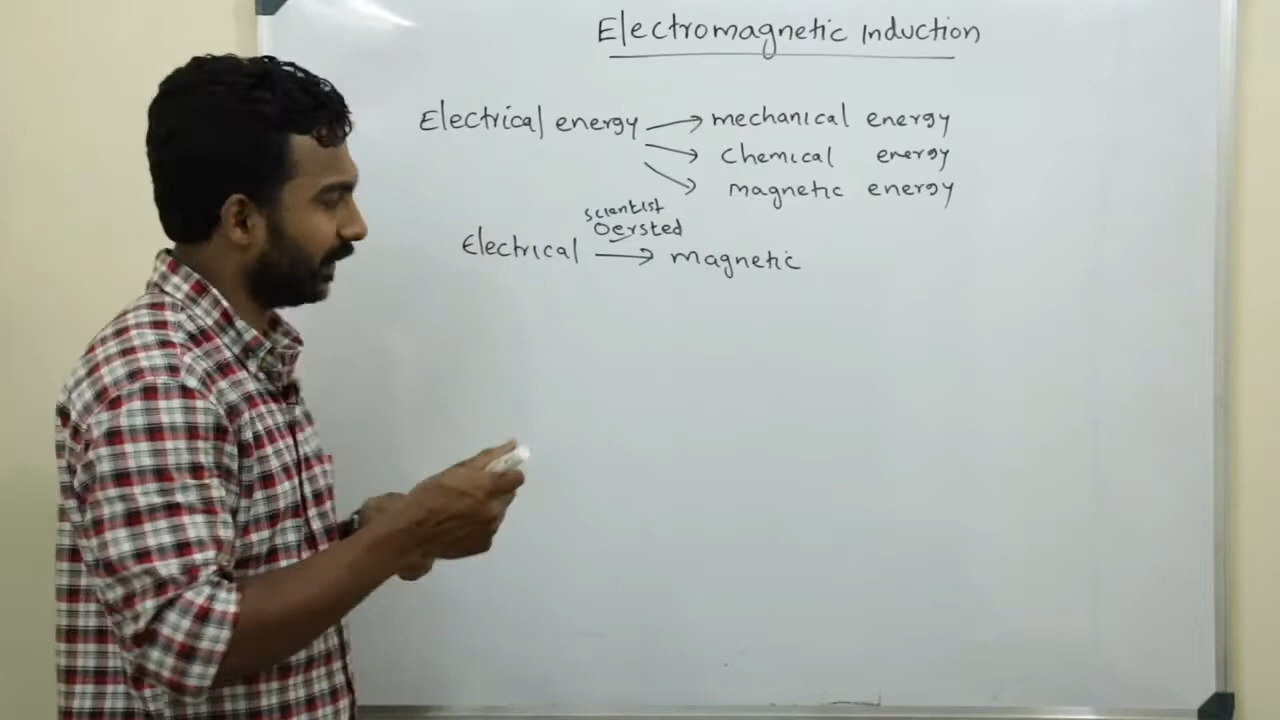 Electromagnetic Induction
Electrical energy → mechanical energy
→ chemical energy
→ magnetic energy
scientist
Oersted
Electrical → magnetic